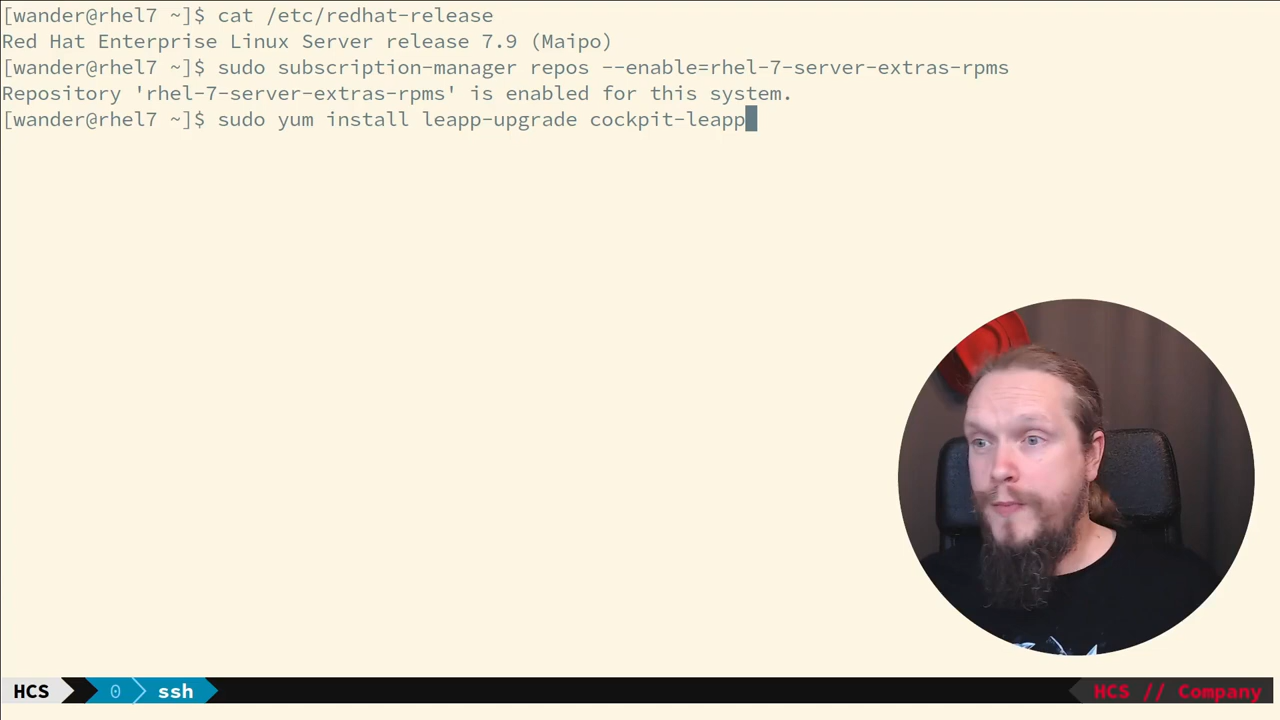 [wander@rhel7 ~]$ cat /etc/redhat-release
Red Hat Enterprise Linux Server release 7.9 (Maipo)
[wander@rhel7 ~]$ sudo subscription-manager repos --enable=rhel-7-server-extras-rpms
Repository 'rhel-7-server-extras-rpms' is enabled for this system.
[wander@rhel7 ~]$ sudo yum install leapp-upgrade cockpit-leapp
HCS 0 ssh HCS // Company